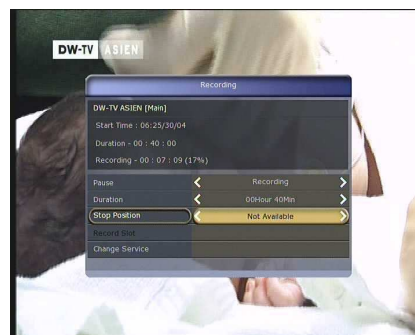 DW-TV ASIEN
Recording
DW-TV ASIEN [Main]
Start Time : 06:25/30/04
Duration - 00 : 40 : 00
Recording - 00 : 07 : 09 (17%)
Pause Recording
Duration 00Hour 40Min
Stop Position Not Available
Record Slot
Change Service